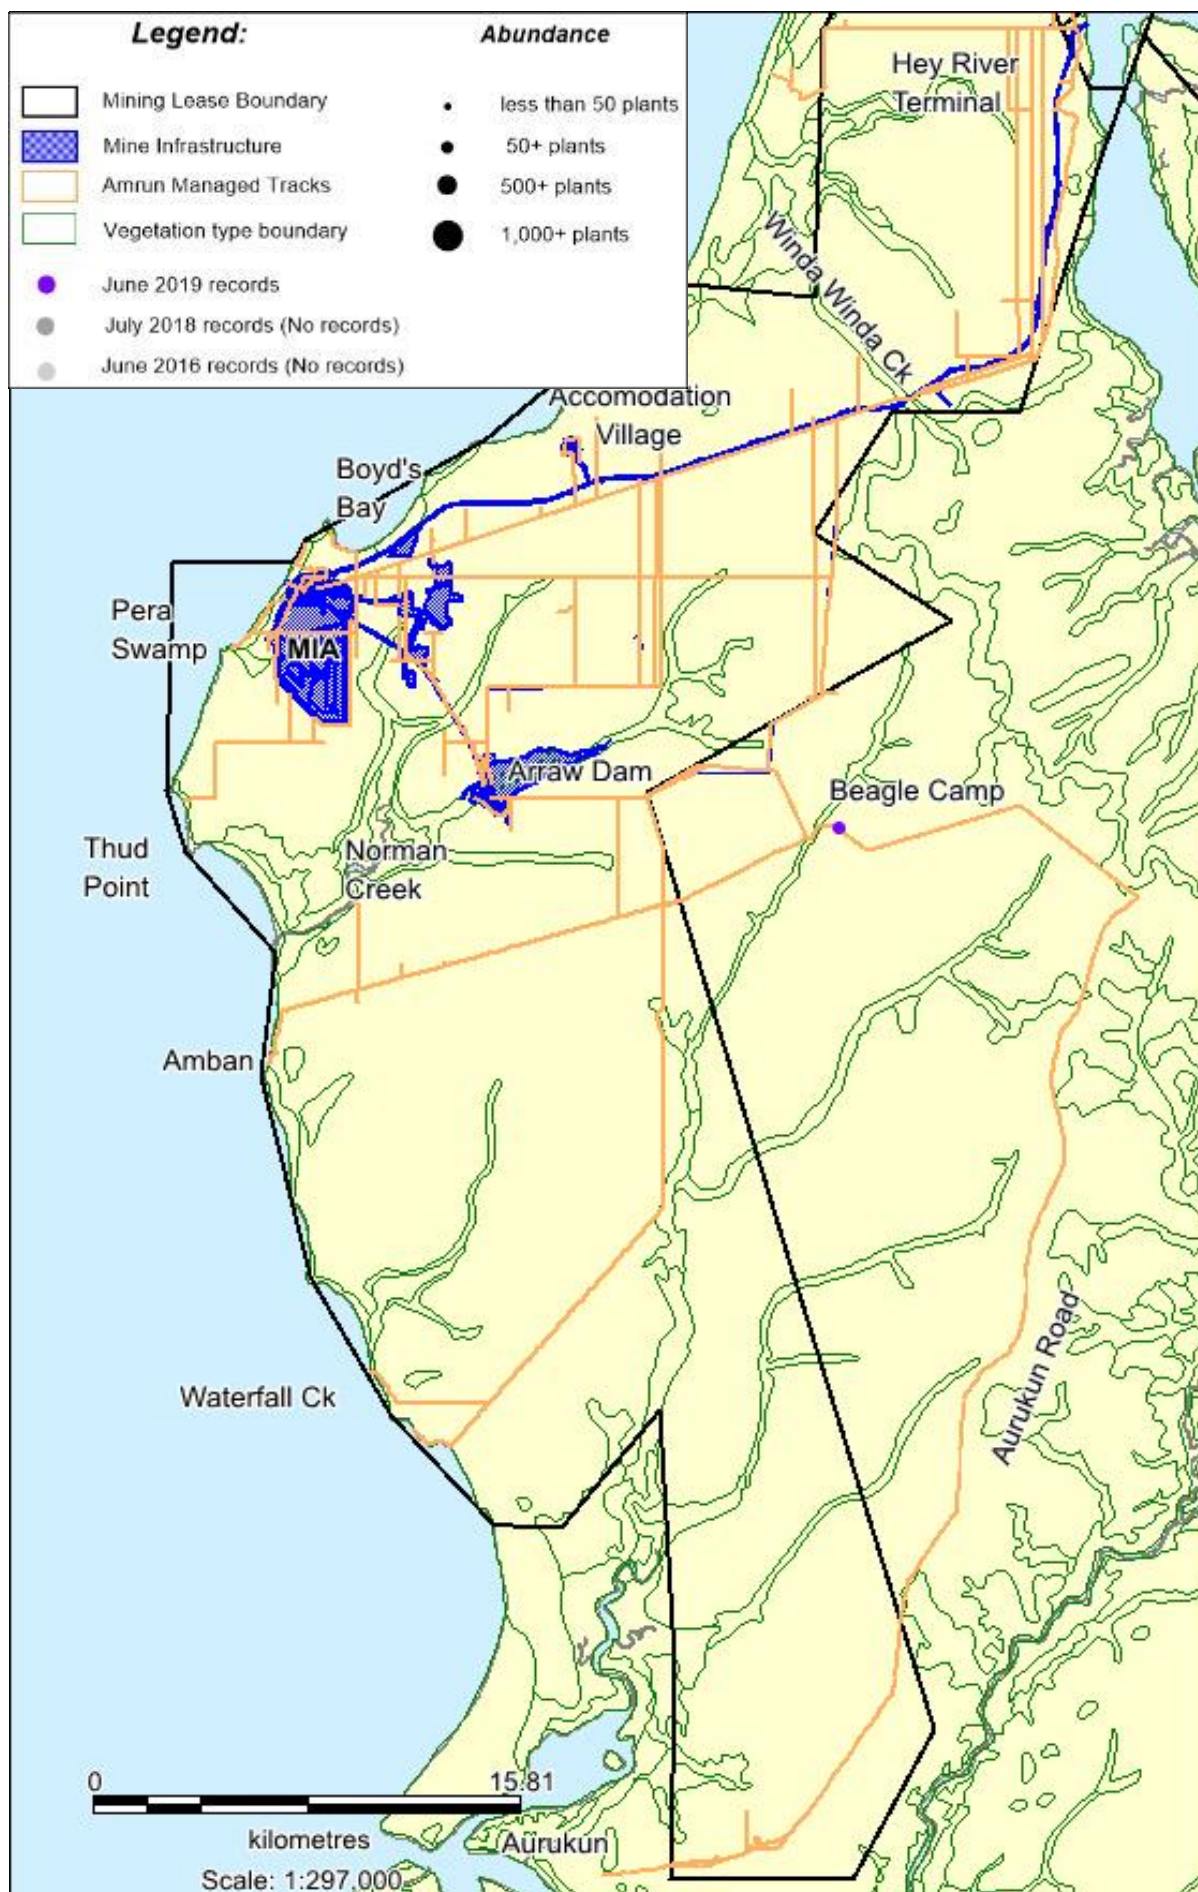 Legend:
Abundance
Mining Lease Boundary
less than 50 plants
Mine Infrastructure
50+ plants
Amrun Managed Tracks
500+ plants
Vegetation type boundary
1,000+ plants
June 2019 records
July 2018 records (No records)
June 2016 records (No records)
Hey River
Terminal
Winda Winda Ck
Accomodation
Village
Boyd's
Bay
Pera
Swamp
MIA
Arraw Dam
Beagle Camp
Thud
Point
Norman
Creek
Amban
Aurukun Road
Waterfall Ck
0
15.81
kilometres
Aurukun
Scale: 1:297,000